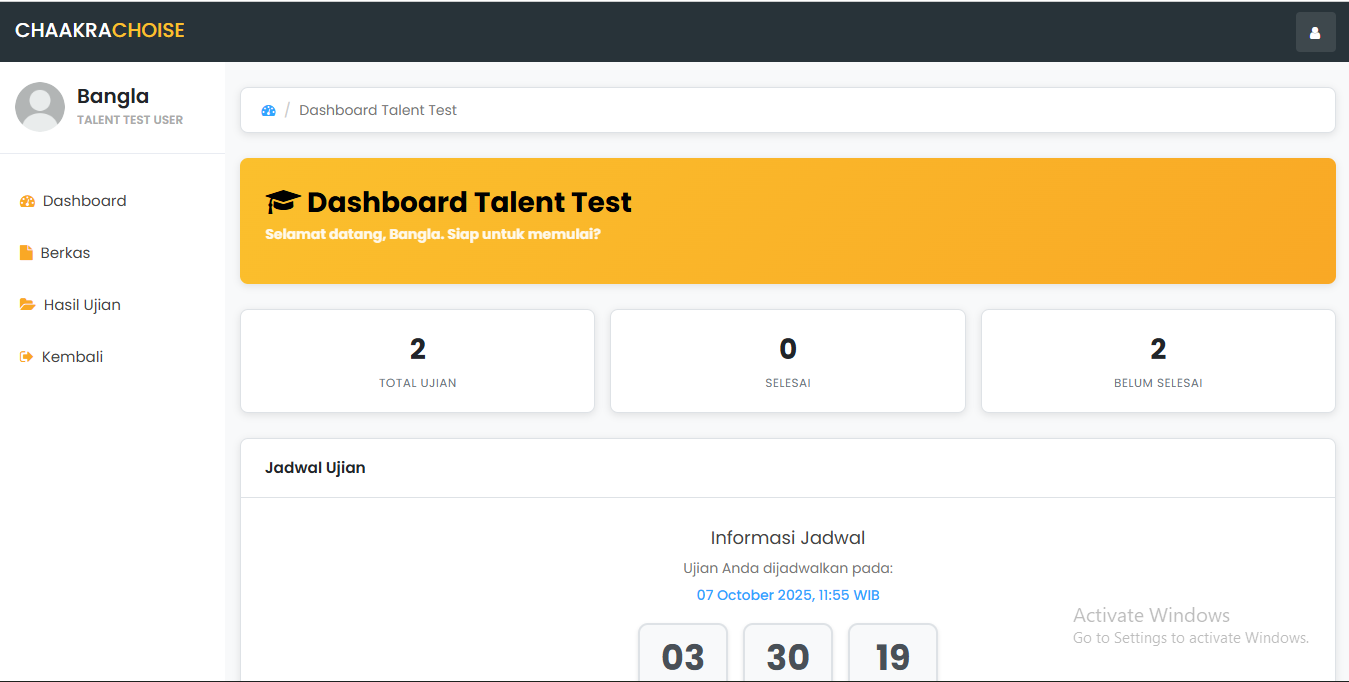 CHAAKRACHOISE
Bangla
TALENT TEST USER
Dashboard
Berkas
Hasil Ujian
Kembali
/ Dashboard Talent Test
Dashboard Talent Test
Selamat datang, Bangla. Siap untuk memulai?
2
TOTAL UJIAN
0
SELESAI
2
BELUM SELESAI
Jadwal Ujian
Informasi Jadwal
Ujian Anda dijadwalkan pada:
07 October 2025, 11:55 WIB
03 30 19
Activate Windows
Go to Settings to activate Windows.